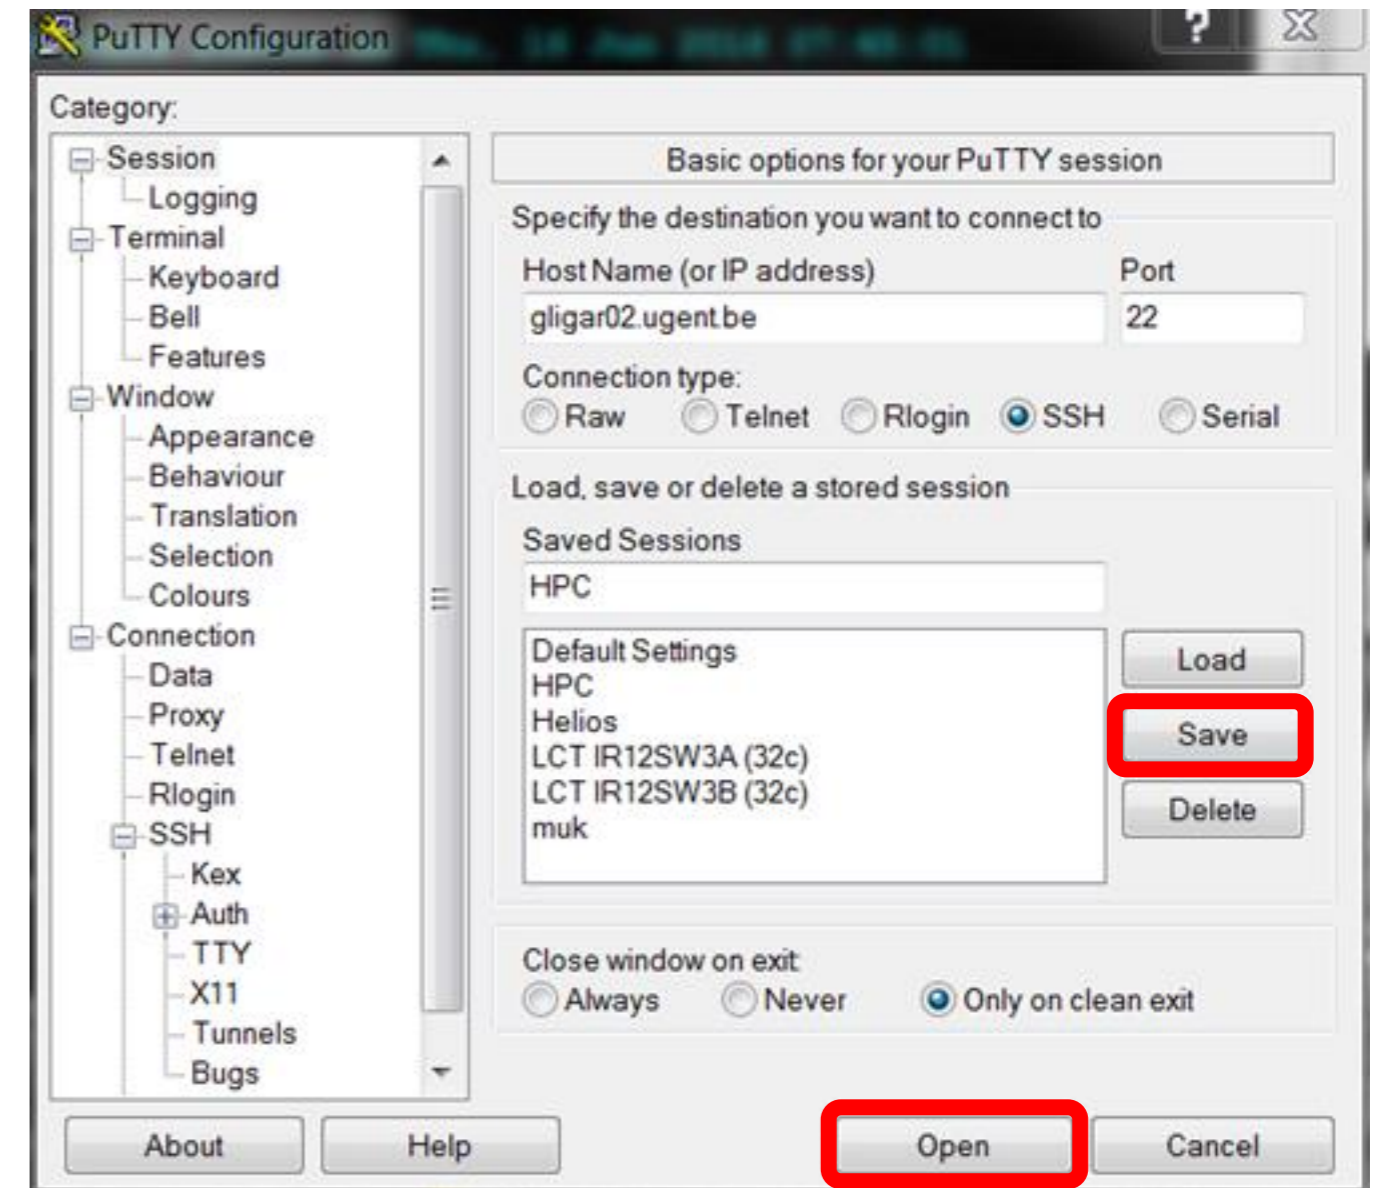 PuTTY Configuration
?
Category:
Session
Logging
Terminal
Keyboard
Bell
Features
Window
Appearance
Behaviour
Translation
Selection
Colours
Connection
Data
Proxy
Telnet
Rlogin
SSH
Kex
Auth
TTY
X11
Tunnels
Bugs
Basic options for your PuTTY session
Specify the destination you want to connect to
Host Name (or IP address) Port
gligar02.ugent.be 22
Connection type:
Raw Telnet Rlogin SSH Serial
Load, save or delete a stored session
Saved Sessions
HPC
Default Settings
HPC
Helios
LCT IR12SW3A (32c)
LCT IR12SW3B (32c)
muk
Load
Save
Delete
Close window on exit:
Always Never Only on clean exit
About Help Open Cancel